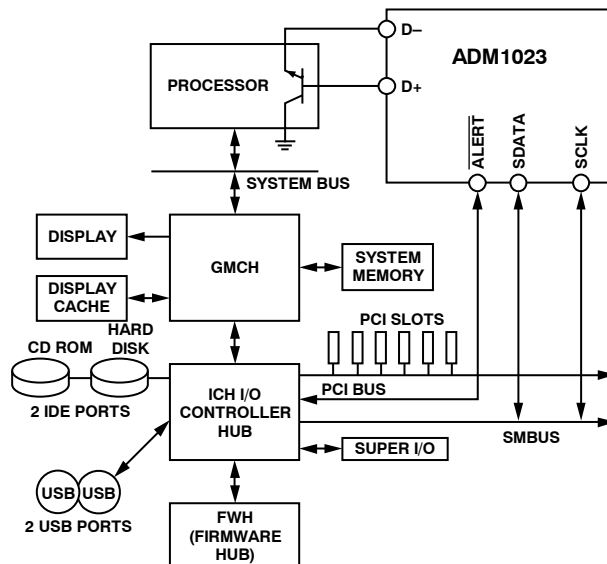 D–
ADM1023
PROCESSOR
D+
ALERT
SDATA
SCLK
SYSTEM BUS
DISPLAY
GMCH
SYSTEM
MEMORY
DISPLAY
CACHE
HARD
DISK
CD ROM
PCI SLOTS
ICH I/O
CONTROLLER
HUB
PCI BUS
2 IDE PORTS
SMBUS
SUPER I/O
USB
USB
2 USB PORTS
FWH
(FIRMWARE
HUB)